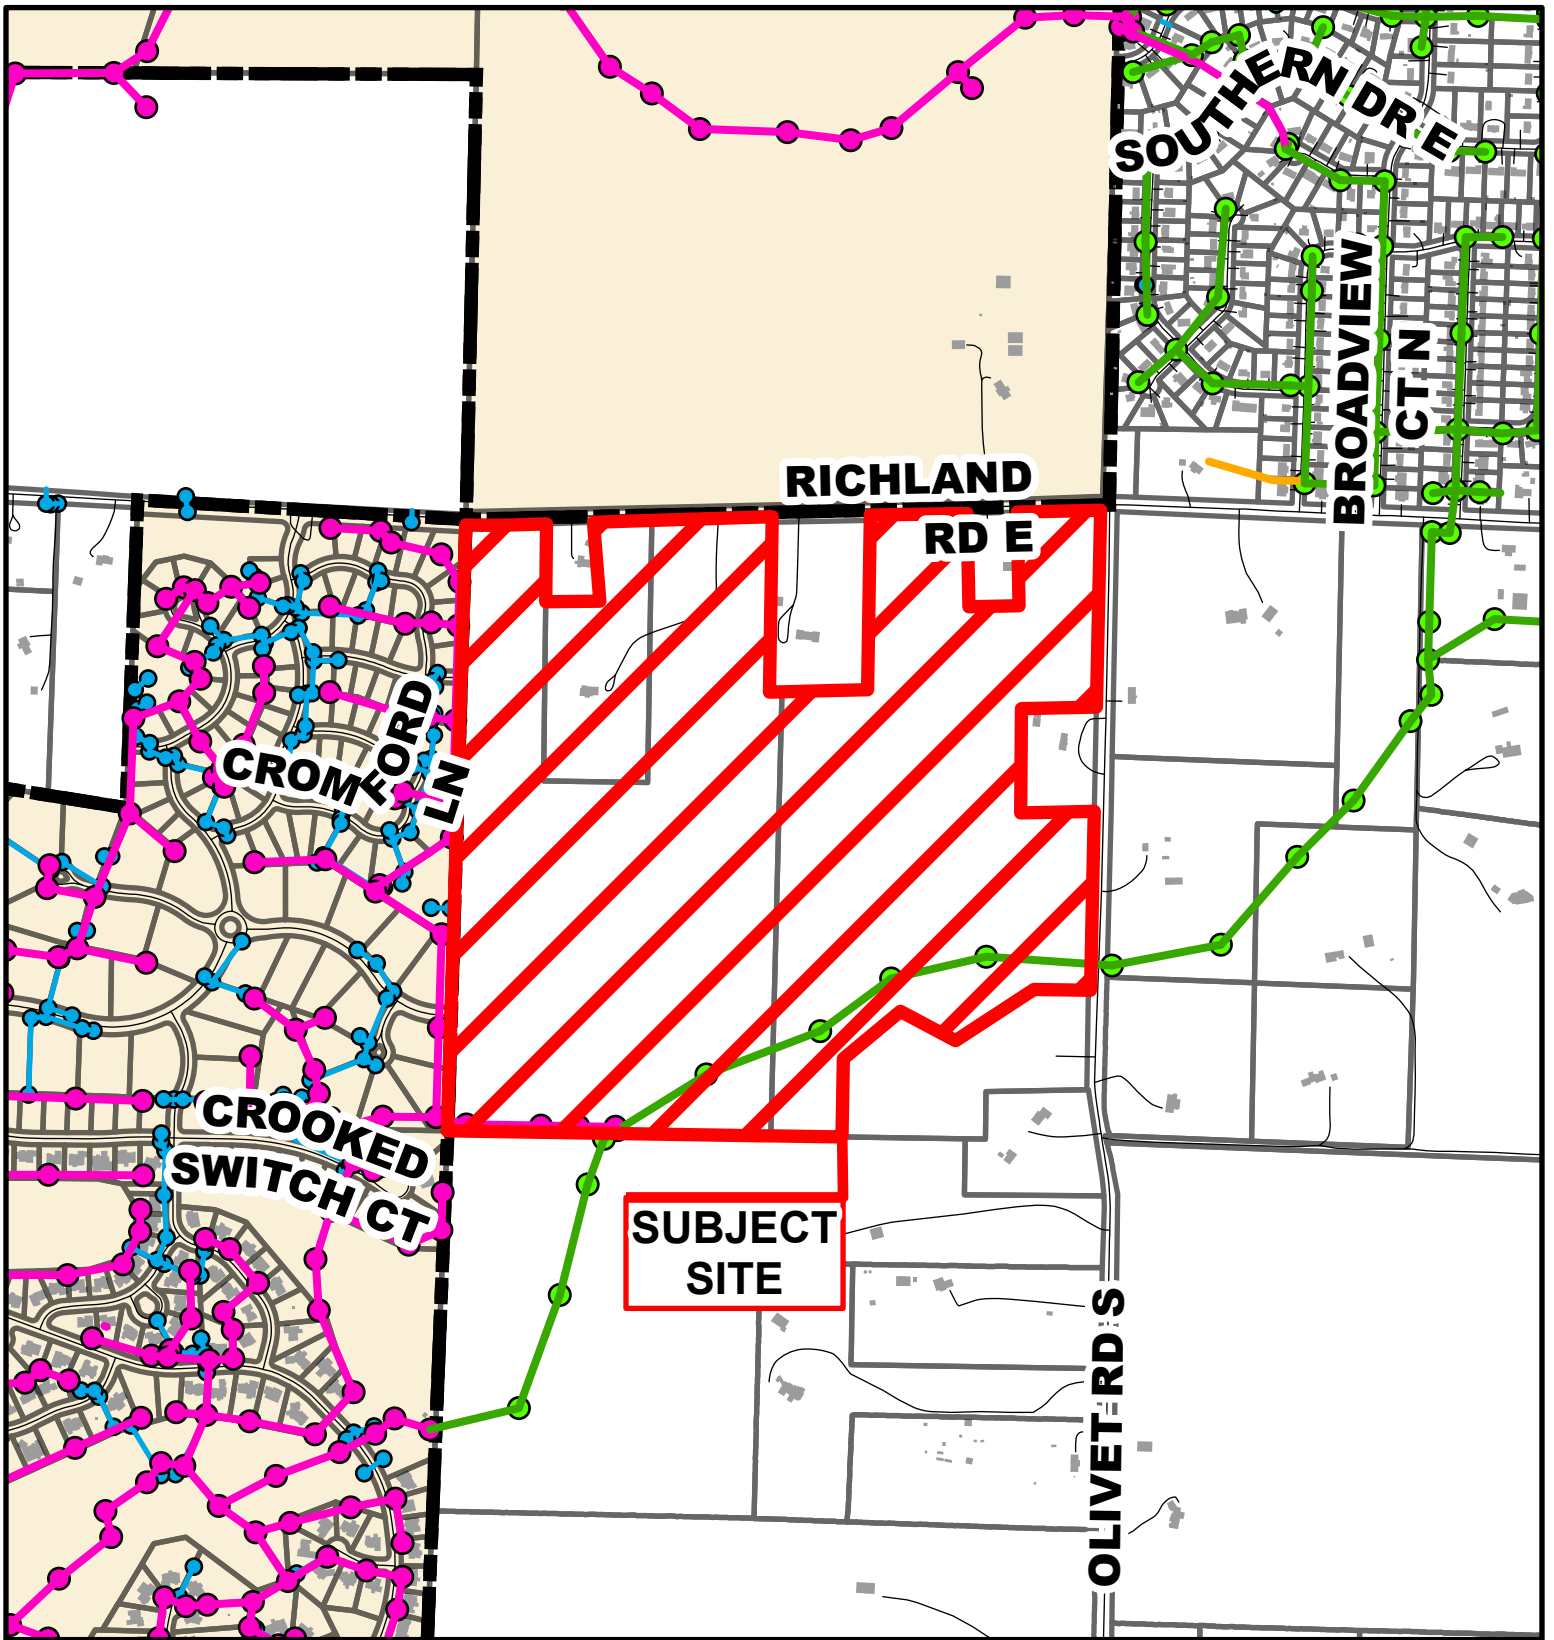 SOUTHERN DR E
BROADVIEW
CT N
RICHLAND
RD E
CROMFORD
LN
CROOKED
SWITCH CT
SUBJECT
SITE
OLIVET RD S